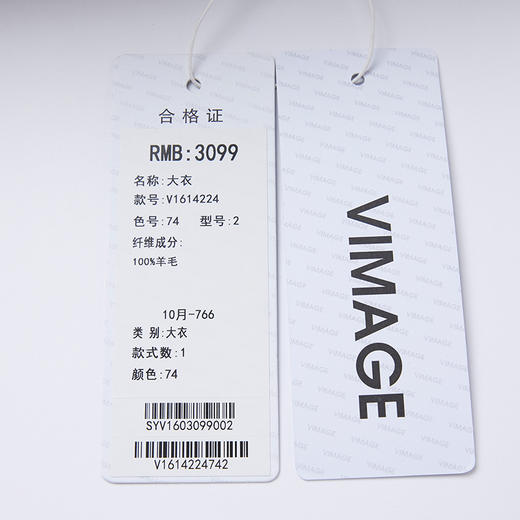 合格证
RMB:3099
名称:大衣
款号:V1614224
色号:74 型号:2
纤维成分:
100%羊毛
10月-766
类别:大衣
款式数:1
颜色:74
SYV1603099002
V1614224742
VIMAGE